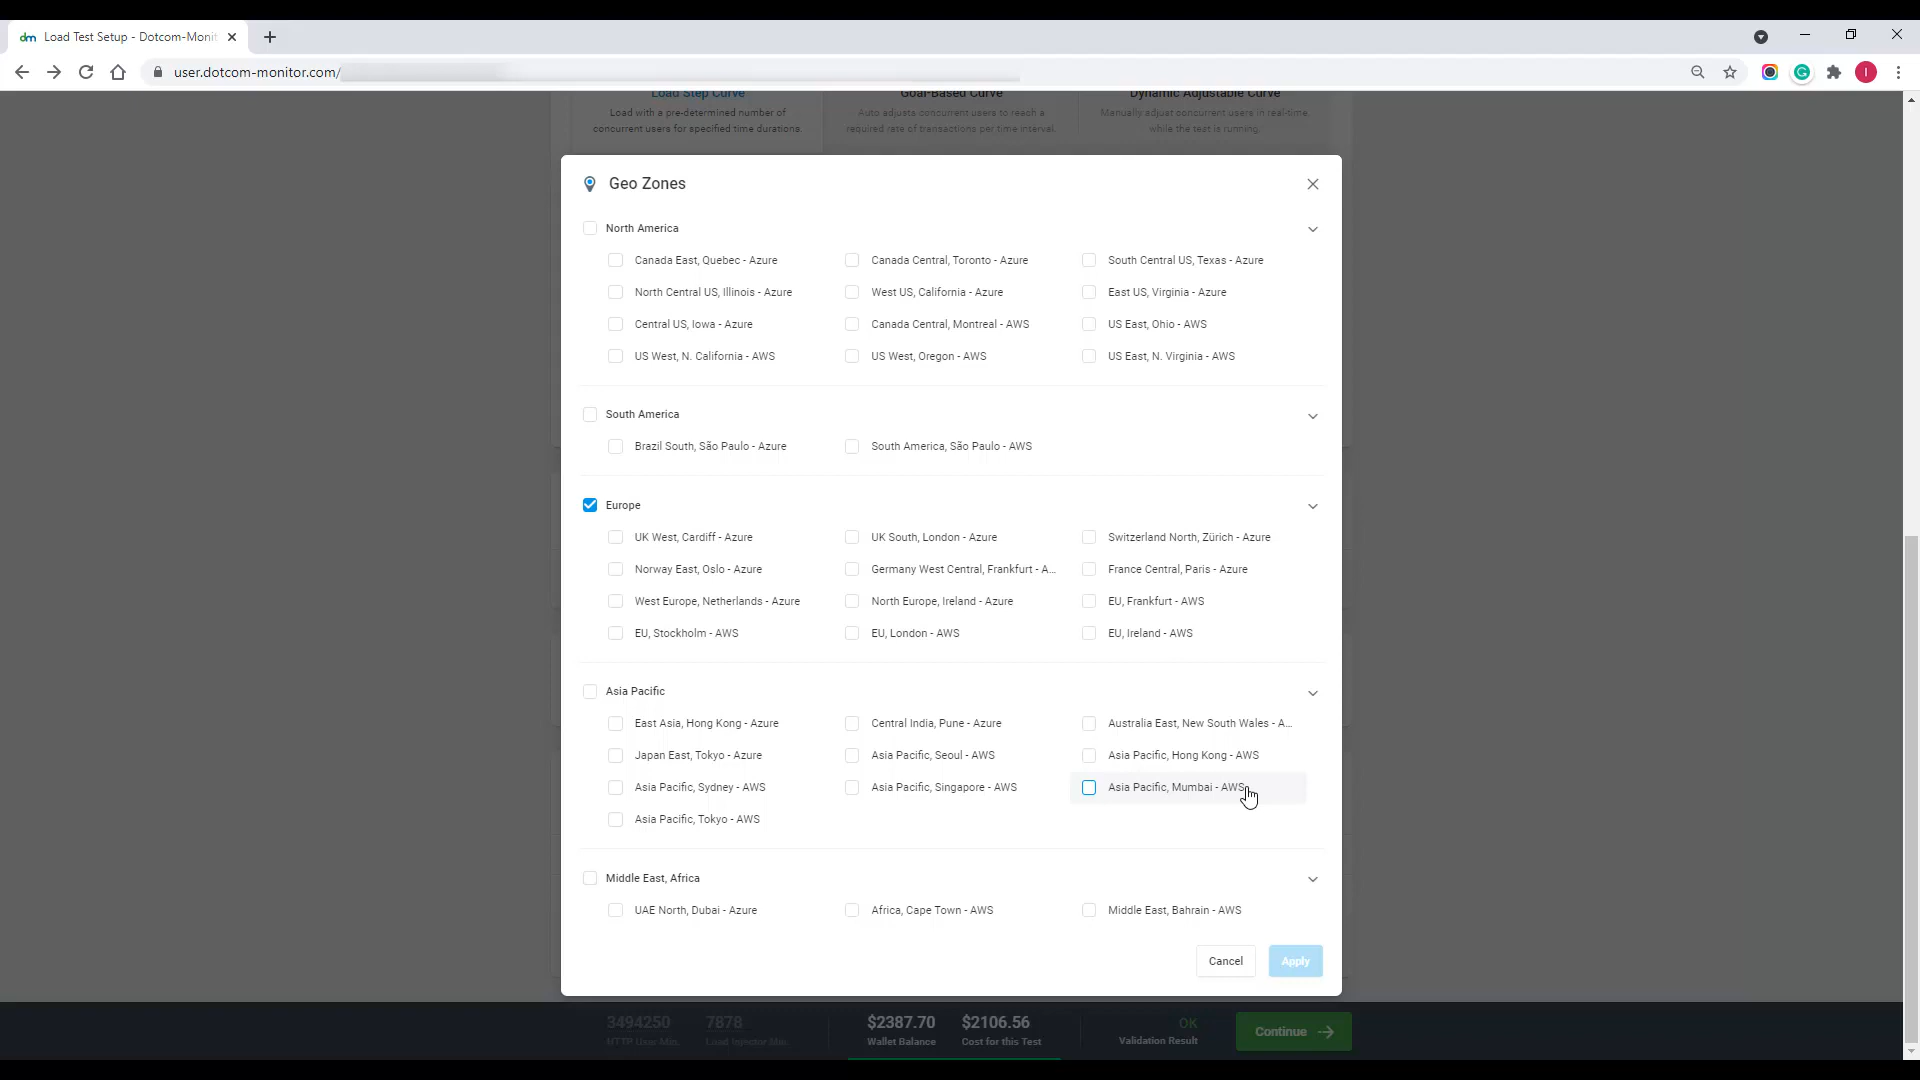 dm Load Test Setup - Dotcom-Monit
user.dotcom-monitor.com/
Load Step Curve Goal-Based Curve Dynamic Adjustable Curve
Load with a pre-determined number of concurrent users for specified time durations.
Auto adjusts concurrent users to reach a required rate of transactions per time interval.
Manually adjust concurrent users in real-time while the test is running.
Geo Zones
North America
Canada East, Quebec - Azure Canada Central, Toronto - Azure South Central US, Texas - Azure
North Central US, Illinois - Azure West US, California - Azure East US, Virginia - Azure
Central US, Iowa - Azure Canada Central, Montreal - AWS US East, Ohio - AWS
US West, N. California - AWS US West, Oregon - AWS US East, N. Virginia - AWS
South America
Brazil South, São Paulo - Azure South America, São Paulo - AWS
Europe
UK West, Cardiff - Azure UK South, London - Azure Switzerland North, Zürich - Azure
Norway East, Oslo - Azure Germany West Central, Frankfurt - A... France Central, Paris - Azure
West Europe, Netherlands - Azure North Europe, Ireland - Azure EU, Frankfurt - AWS
EU, Stockholm - AWS EU, London - AWS EU, Ireland - AWS
Asia Pacific
East Asia, Hong Kong - Azure Central India, Pune - Azure Australia East, New South Wales - A...
Japan East, Tokyo - Azure Asia Pacific, Seoul - AWS Asia Pacific, Hong Kong - AWS
Asia Pacific, Sydney - AWS Asia Pacific, Singapore - AWS Asia Pacific, Mumbai - AWS
Asia Pacific, Tokyo - AWS
Middle East, Africa
UAE North, Dubai - Azure Africa, Cape Town - AWS Middle East, Bahrain - AWS
Cancel Apply
3494250 7878 $2387.70 $2106.56 OK Continue
HTTP User Min. Load Injector Min. Wallet Balance Cost for this Test Validation Result